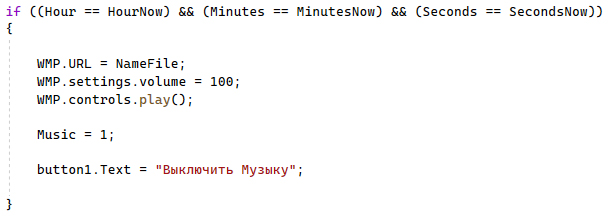 if ((Hour == HourNow) && (Minutes == MinutesNow) && (Seconds == SecondsNow))
{
WMP.URL = NameFile;
WMP.settings.volume = 100;
WMP.controls.play();
Music = 1;
button1.Text = "Выключить Музыку";
}